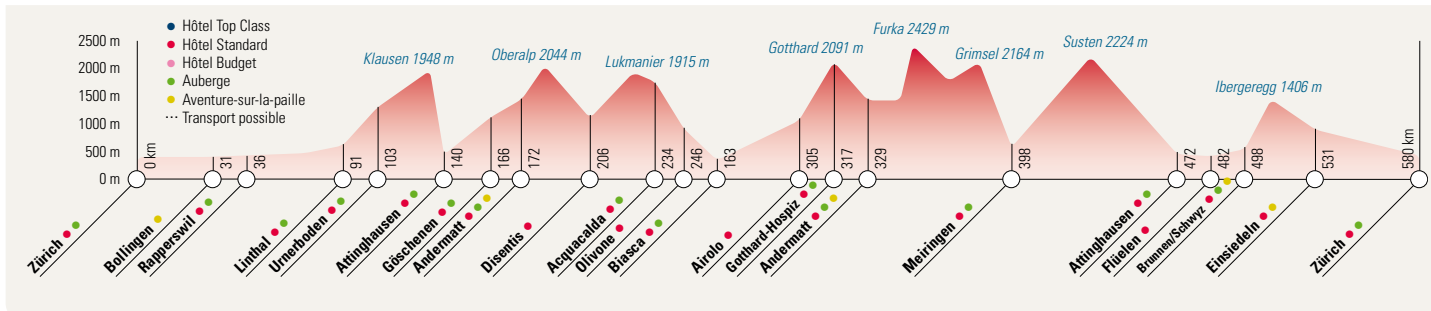 Hôtel Top Class
Hôtel Standard
Hôtel Budget
Auberge
Aventure-sur-la-paille
Transport possible
2500 m
2000 m
1500 m
1000 m
500 m
0 m
Klausen 1948 m
Oberalp 2044 m
Lukmanier 1915 m
Gotthard 2091 m
Furka 2429 m
Grimsel 2164 m
Susten 2224 m
Ibergeregg 1406 m
0 km
31
36
91
103
140
166
172
206
234
246
163
305
317
329
398
472
482
498
531
580 km
Zürich
Bollingen
Rapperswil
Linthal
Urnerboden
Attinghausen
Göschenen
Andermatt
Disentis
Acquacalda
Olivone
Biasca
Airolo
Gotthard-Hospiz
Andermatt
Meiringen
Attinghausen
Flüelen
Brunnen/Schwyz
Einsiedeln
Zürich